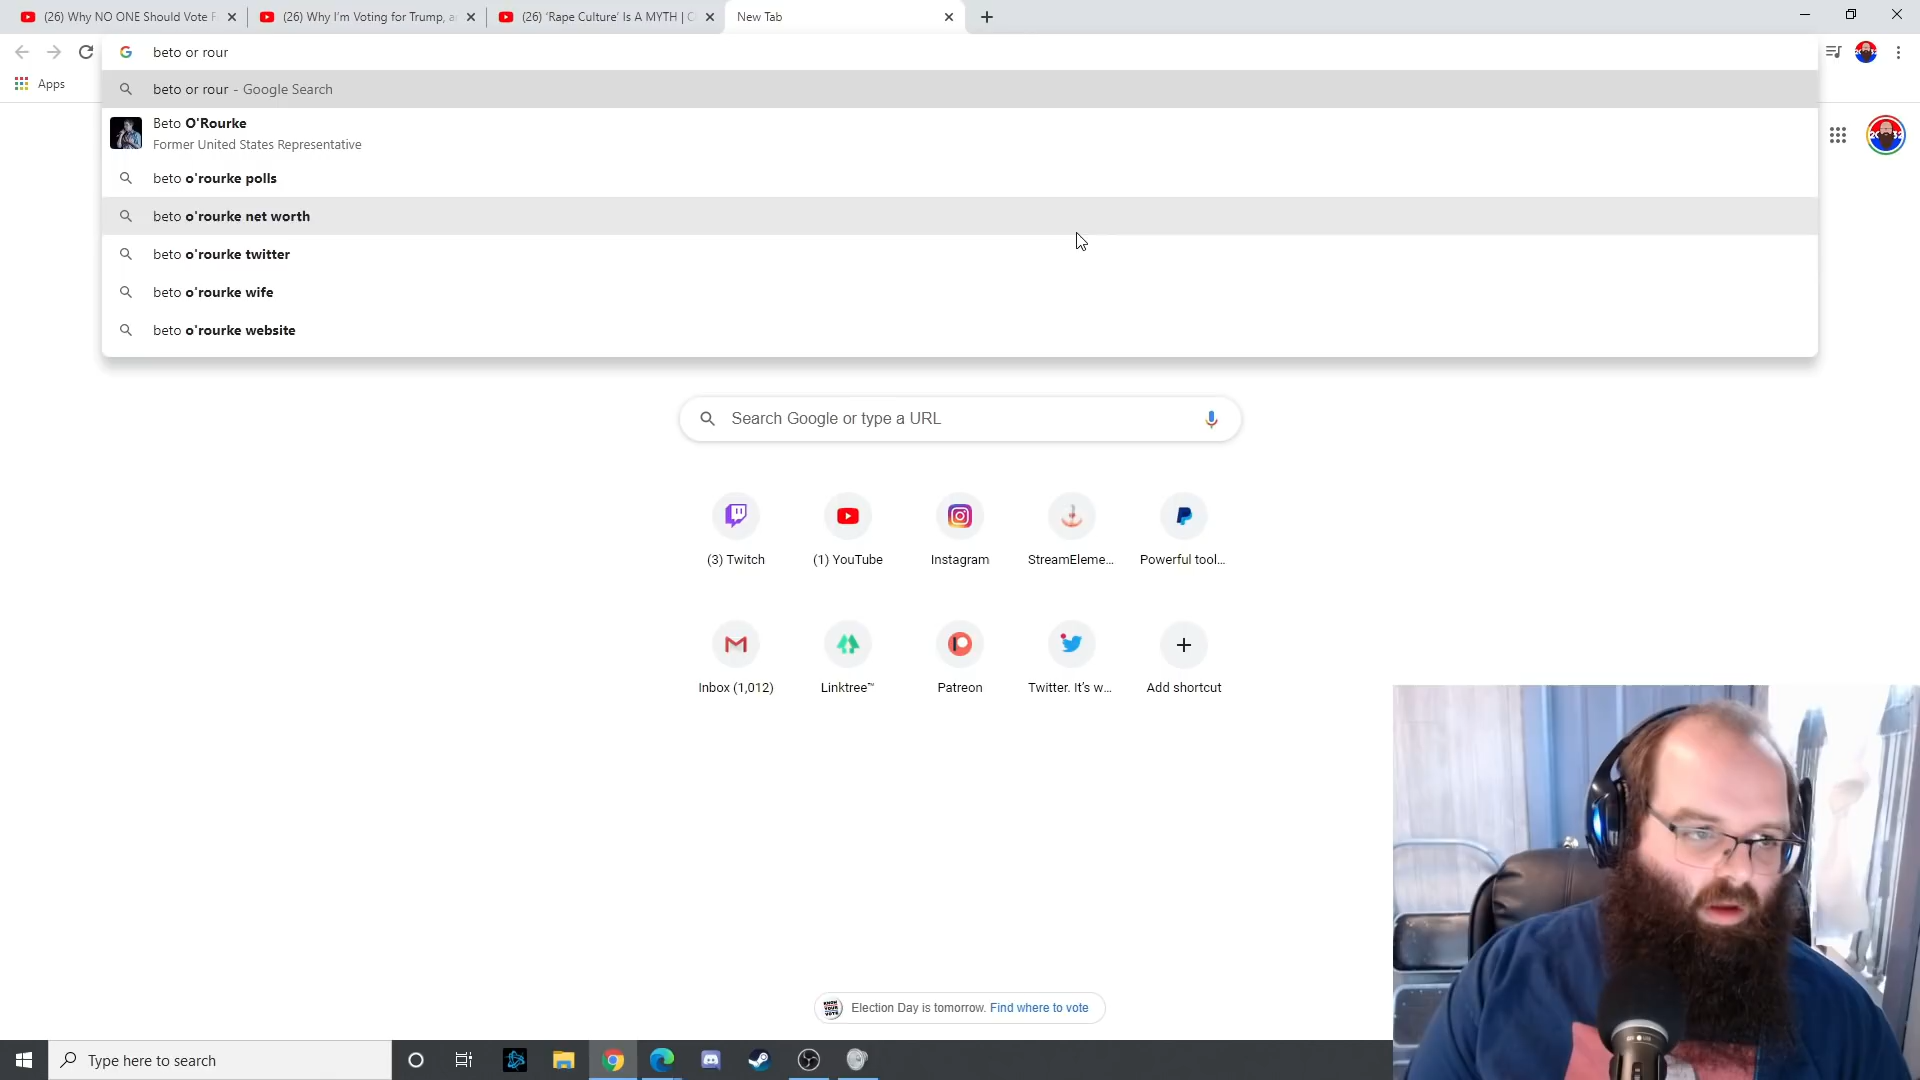 (26) Why NO ONE Should Vote F
(26) Why I'm Voting for Trump, a
(26) 'Rape Culture' Is A MYTH | C
New Tab
beto or rour
Apps
beto or rour - Google Search
Beto O'Rourke
Former United States Representative
beto o'rourke polls
beto o'rourke net worth
beto o'rourke twitter
beto o'rourke wife
beto o'rourke website
Search Google or type a URL
(3) Twitch
(1) YouTube
Instagram
StreamEleme...
Powerful tool...
Inbox (1,012)
Linktree™
Patreon
Twitter. It's w...
Add shortcut
Election Day is tomorrow. Find where to vote
Type here to search